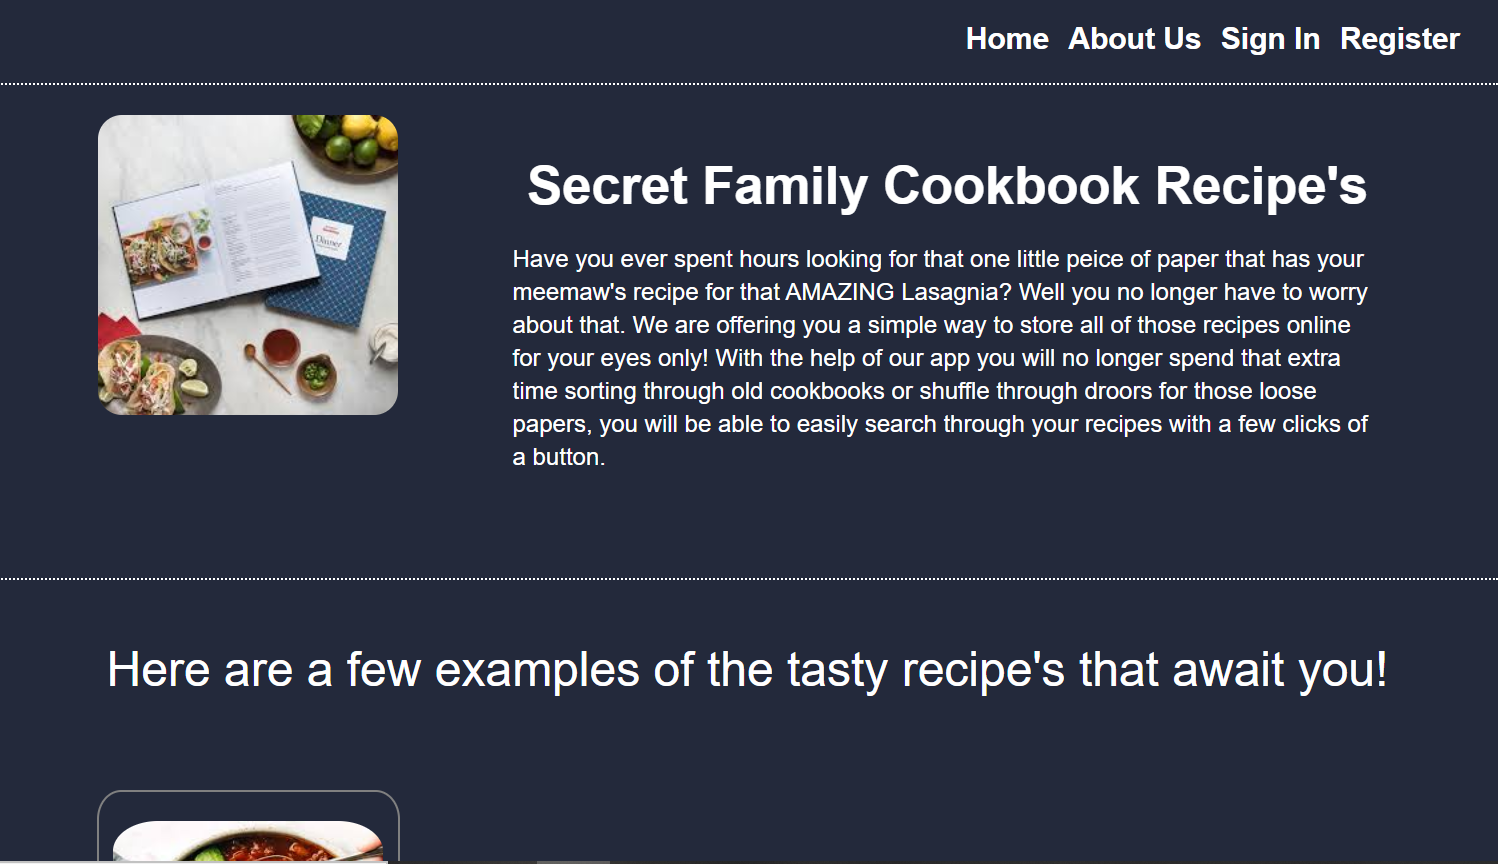 Home About Us Sign In Register
Secret Family Cookbook Recipe's
Have you ever spent hours looking for that one little peice of paper that has your
meemaw's recipe for that AMAZING Lasagnia? Well you no longer have to worry
about that. We are offering you a simple way to store all of those recipes online
for your eyes only! With the help of our app you will no longer spend that extra
time sorting through old cookbooks or shuffle through droors for those loose
papers, you will be able to easily search through your recipes with a few clicks of
a button.
Dinner
Here are a few examples of the tasty recipe's that await you!